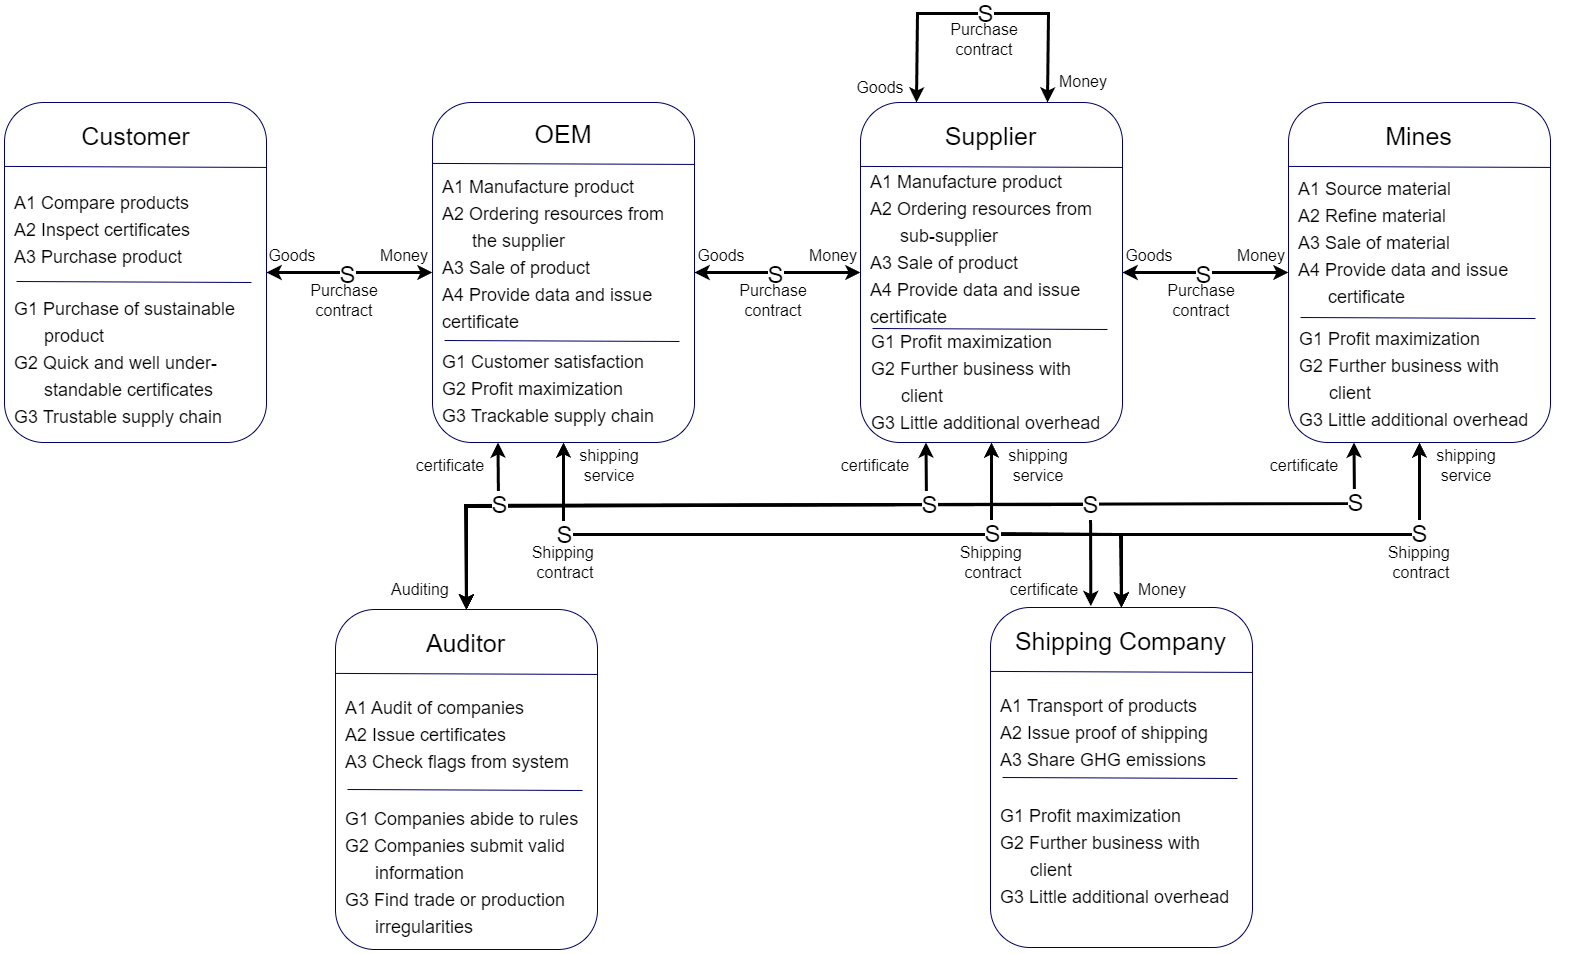 S
Purchase
contract
Goods
Money
Customer
A1 Compare products
A2 Inspect certificates
A3 Purchase product
G1 Purchase of sustainable
product
G2 Quick and well under-
standable certificates
G3 Trustable supply chain
Goods
Money
S
Purchase
contract
OEM
A1 Manufacture product
A2 Ordering resources from
the supplier
A3 Sale of product
A4 Provide data and issue
certificate
G1 Customer satisfaction
G2 Profit maximization
G3 Trackable supply chain
Goods
Money
S
Purchase
contract
Supplier
A1 Manufacture product
A2 Ordering resources from
sub-supplier
A3 Sale of product
A4 Provide data and issue
certificate
G1 Profit maximization
G2 Further business with
client
G3 Little additional overhead
Goods
Money
S
Purchase
contract
Mines
A1 Source material
A2 Refine material
A3 Sale of material
A4 Provide data and issue
certificate
G1 Profit maximization
G2 Further business with
client
G3 Little additional overhead
certificate
shipping
service
certificate
shipping
service
certificate
shipping
service
S
S
S
S
S
Shipping
contract
S
Shipping
contract
S
Shipping
contract
Auditing
certificate
Money
Auditor
A1 Audit of companies
A2 Issue certificates
A3 Check flags from system
G1 Companies abide to rules
G2 Companies submit valid
information
G3 Find trade or production
irregularities
Shipping Company
A1 Transport of products
A2 Issue proof of shipping
A3 Share GHG emissions
G1 Profit maximization
G2 Further business with
client
G3 Little additional overhead